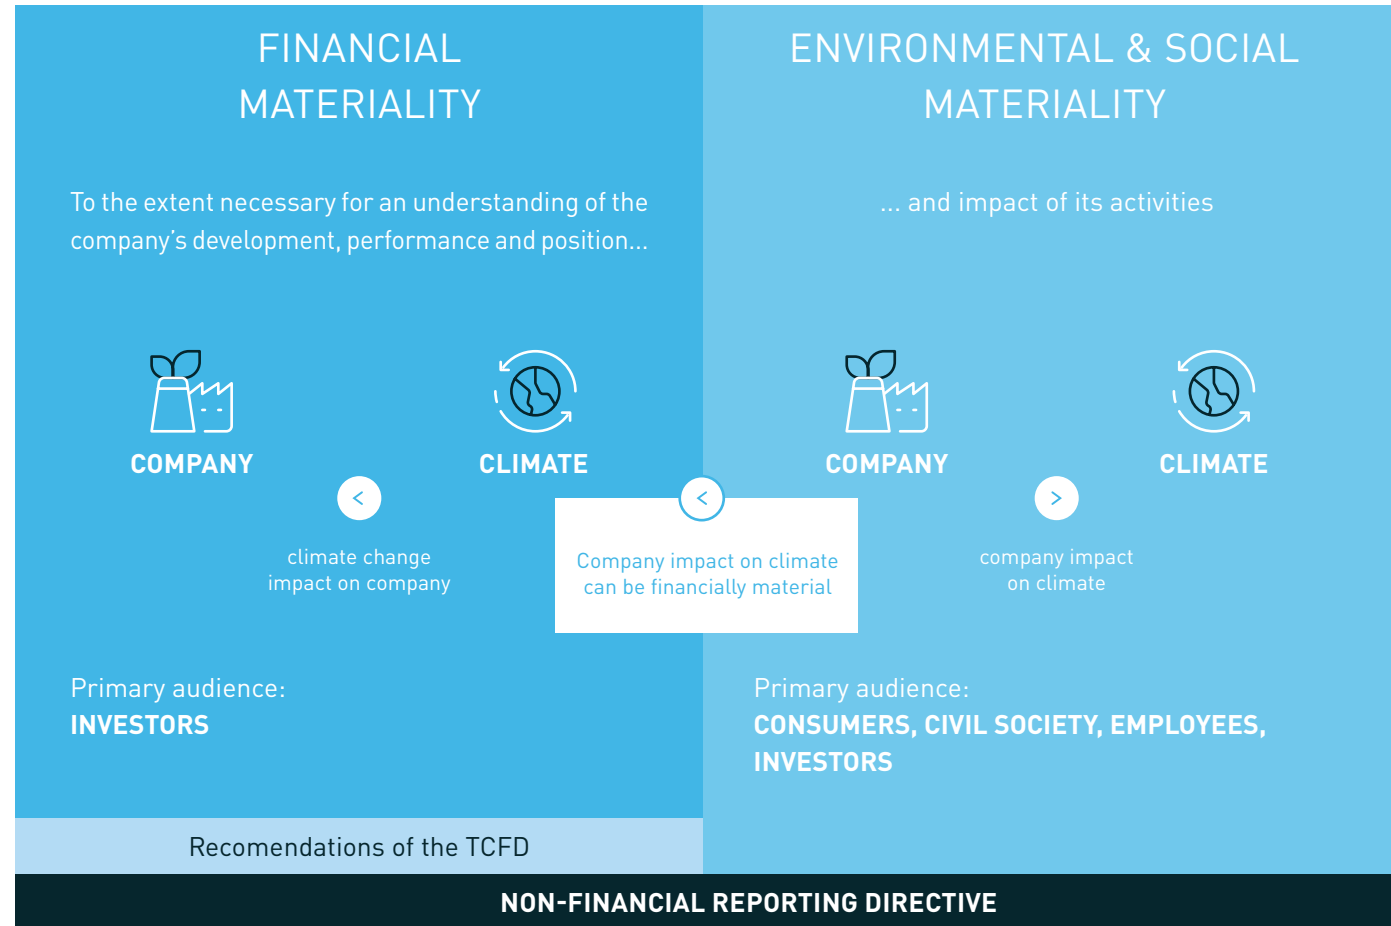 FINANCIAL
MATERIALITY
To the extent necessary for an understanding of the
company's development, performance and position...
COMPANY
CLIMATE
<
climate change
impact on company
Primary audience:
INVESTORS
Recomendations of the TCFD
<
Company impact on climate
can be financially material
ENVIRONMENTAL & SOCIAL
MATERIALITY
... and impact of its activities
COMPANY
CLIMATE
>
company impact
on climate
Primary audience:
CONSUMERS, CIVIL SOCIETY, EMPLOYEES,
INVESTORS
NON-FINANCIAL REPORTING DIRECTIVE